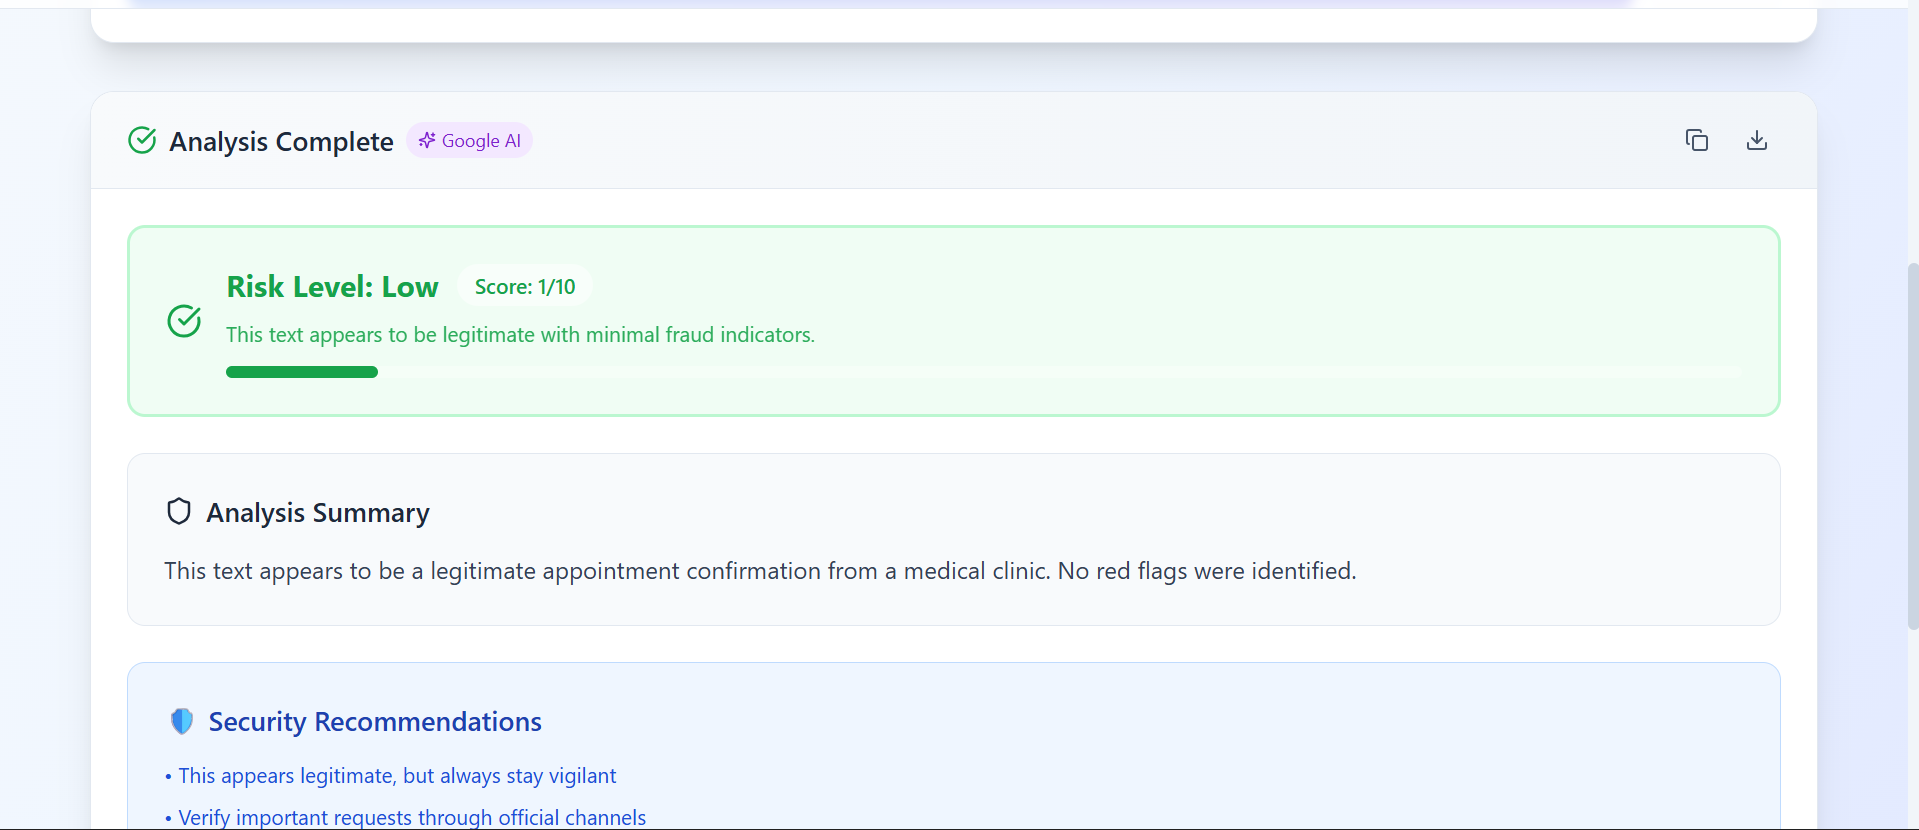 Analysis Complete
Google AI
Risk Level: Low
Score: 1/10
This text appears to be legitimate with minimal fraud indicators.
Analysis Summary
This text appears to be a legitimate appointment confirmation from a medical clinic. No red flags were identified.
Security Recommendations
• This appears legitimate, but always stay vigilant
• Verify important requests through official channels